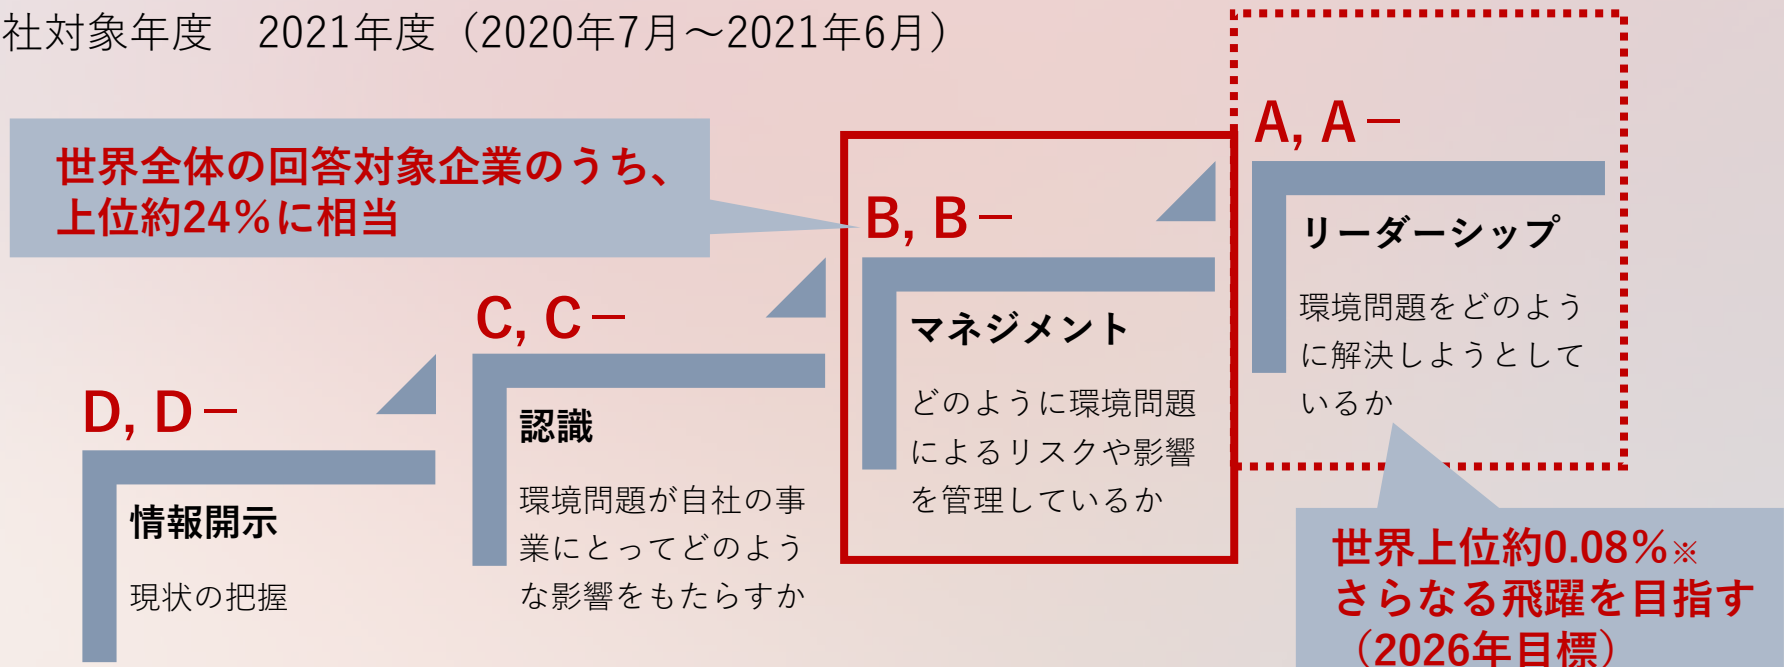 社対象年度　2021年度（2020年7月～2021年6月）
世界全体の回答対象企業のうち、
上位約24％に相当
A, A－
リーダーシップ
環境問題をどのよう
に解決しようとして
いるか
B, B－
マネジメント
どのように環境問題
によるリスクや影響
を管理しているか
C, C－
認識
環境問題が自社の事
業にとってどのよう
な影響をもたらすか
D, D－
情報開示
現状の把握
世界上位約0.08％※
さらなる飛躍を目指す
（2026年目標）